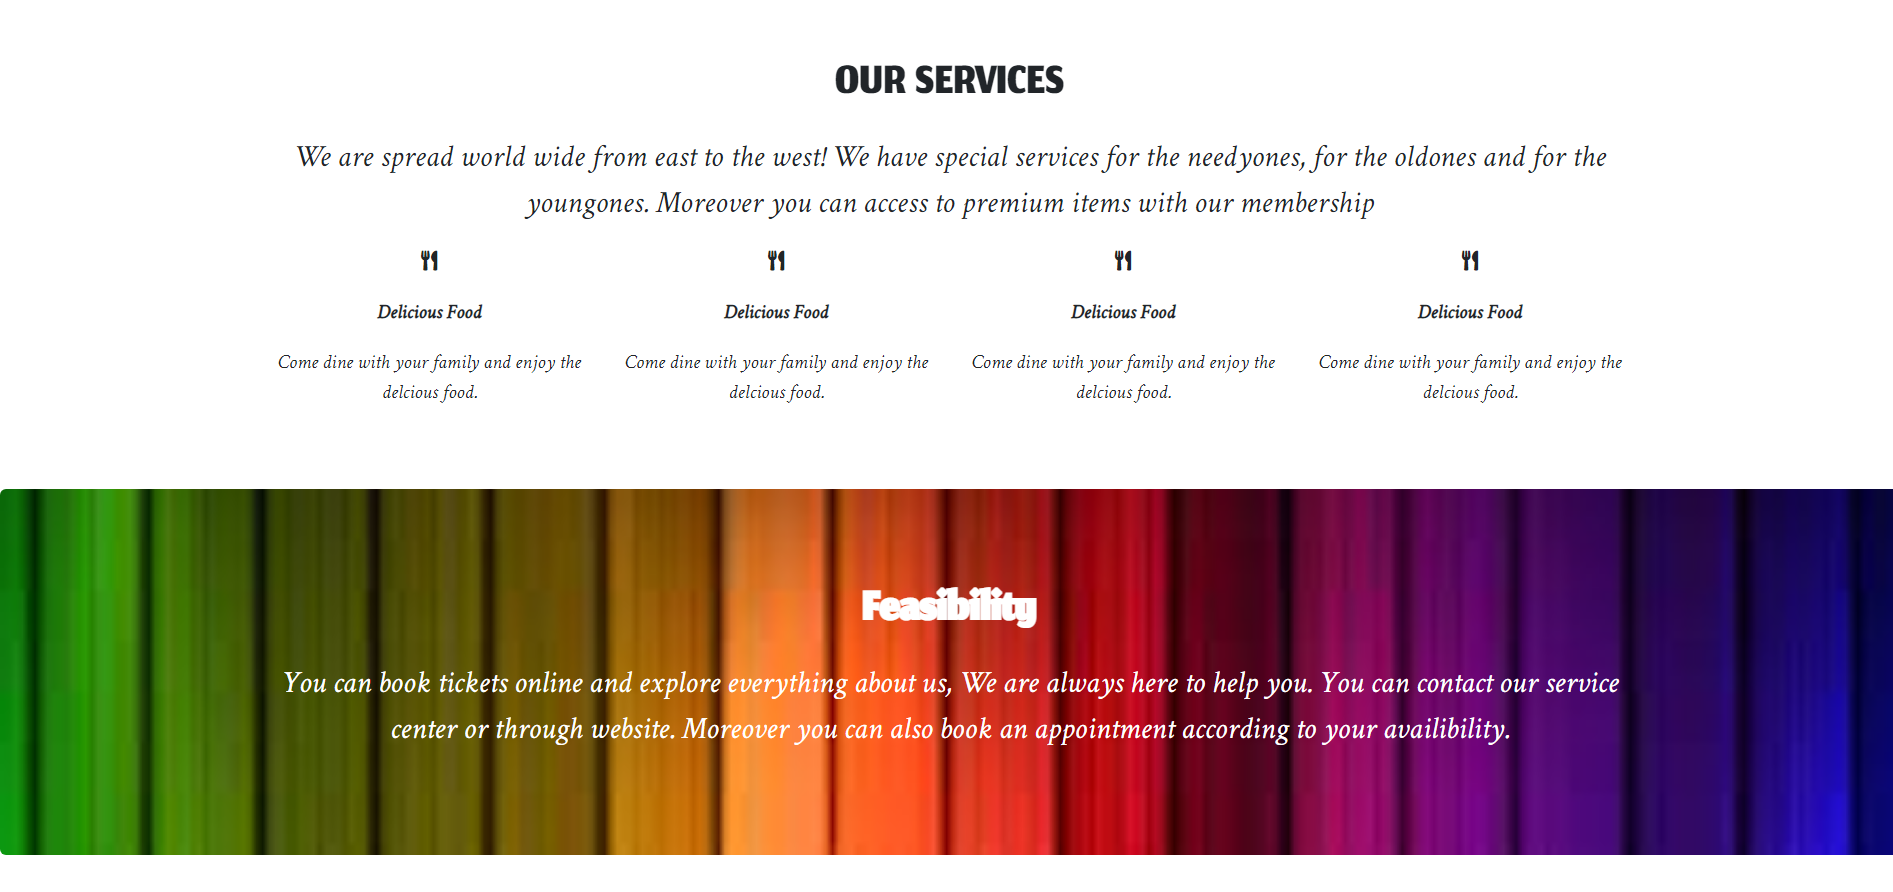 OUR SERVICES
We are spread world wide from east to the west! We have special services for the needyones, for the oldones and for the
youngones. Moreover you can access to premium items with our membership
Delicious Food
Come dine with your family and enjoy the
delcious food.
Delicious Food
Come dine with your family and enjoy the
delcious food.
Delicious Food
Come dine with your family and enjoy the
delcious food.
Delicious Food
Come dine with your family and enjoy the
delcious food.
Feasibility
You can book tickets online and explore everything about us, We are always here to help you. You can contact our service
center or through website. Moreover you can also book an appointment according to your availibility.